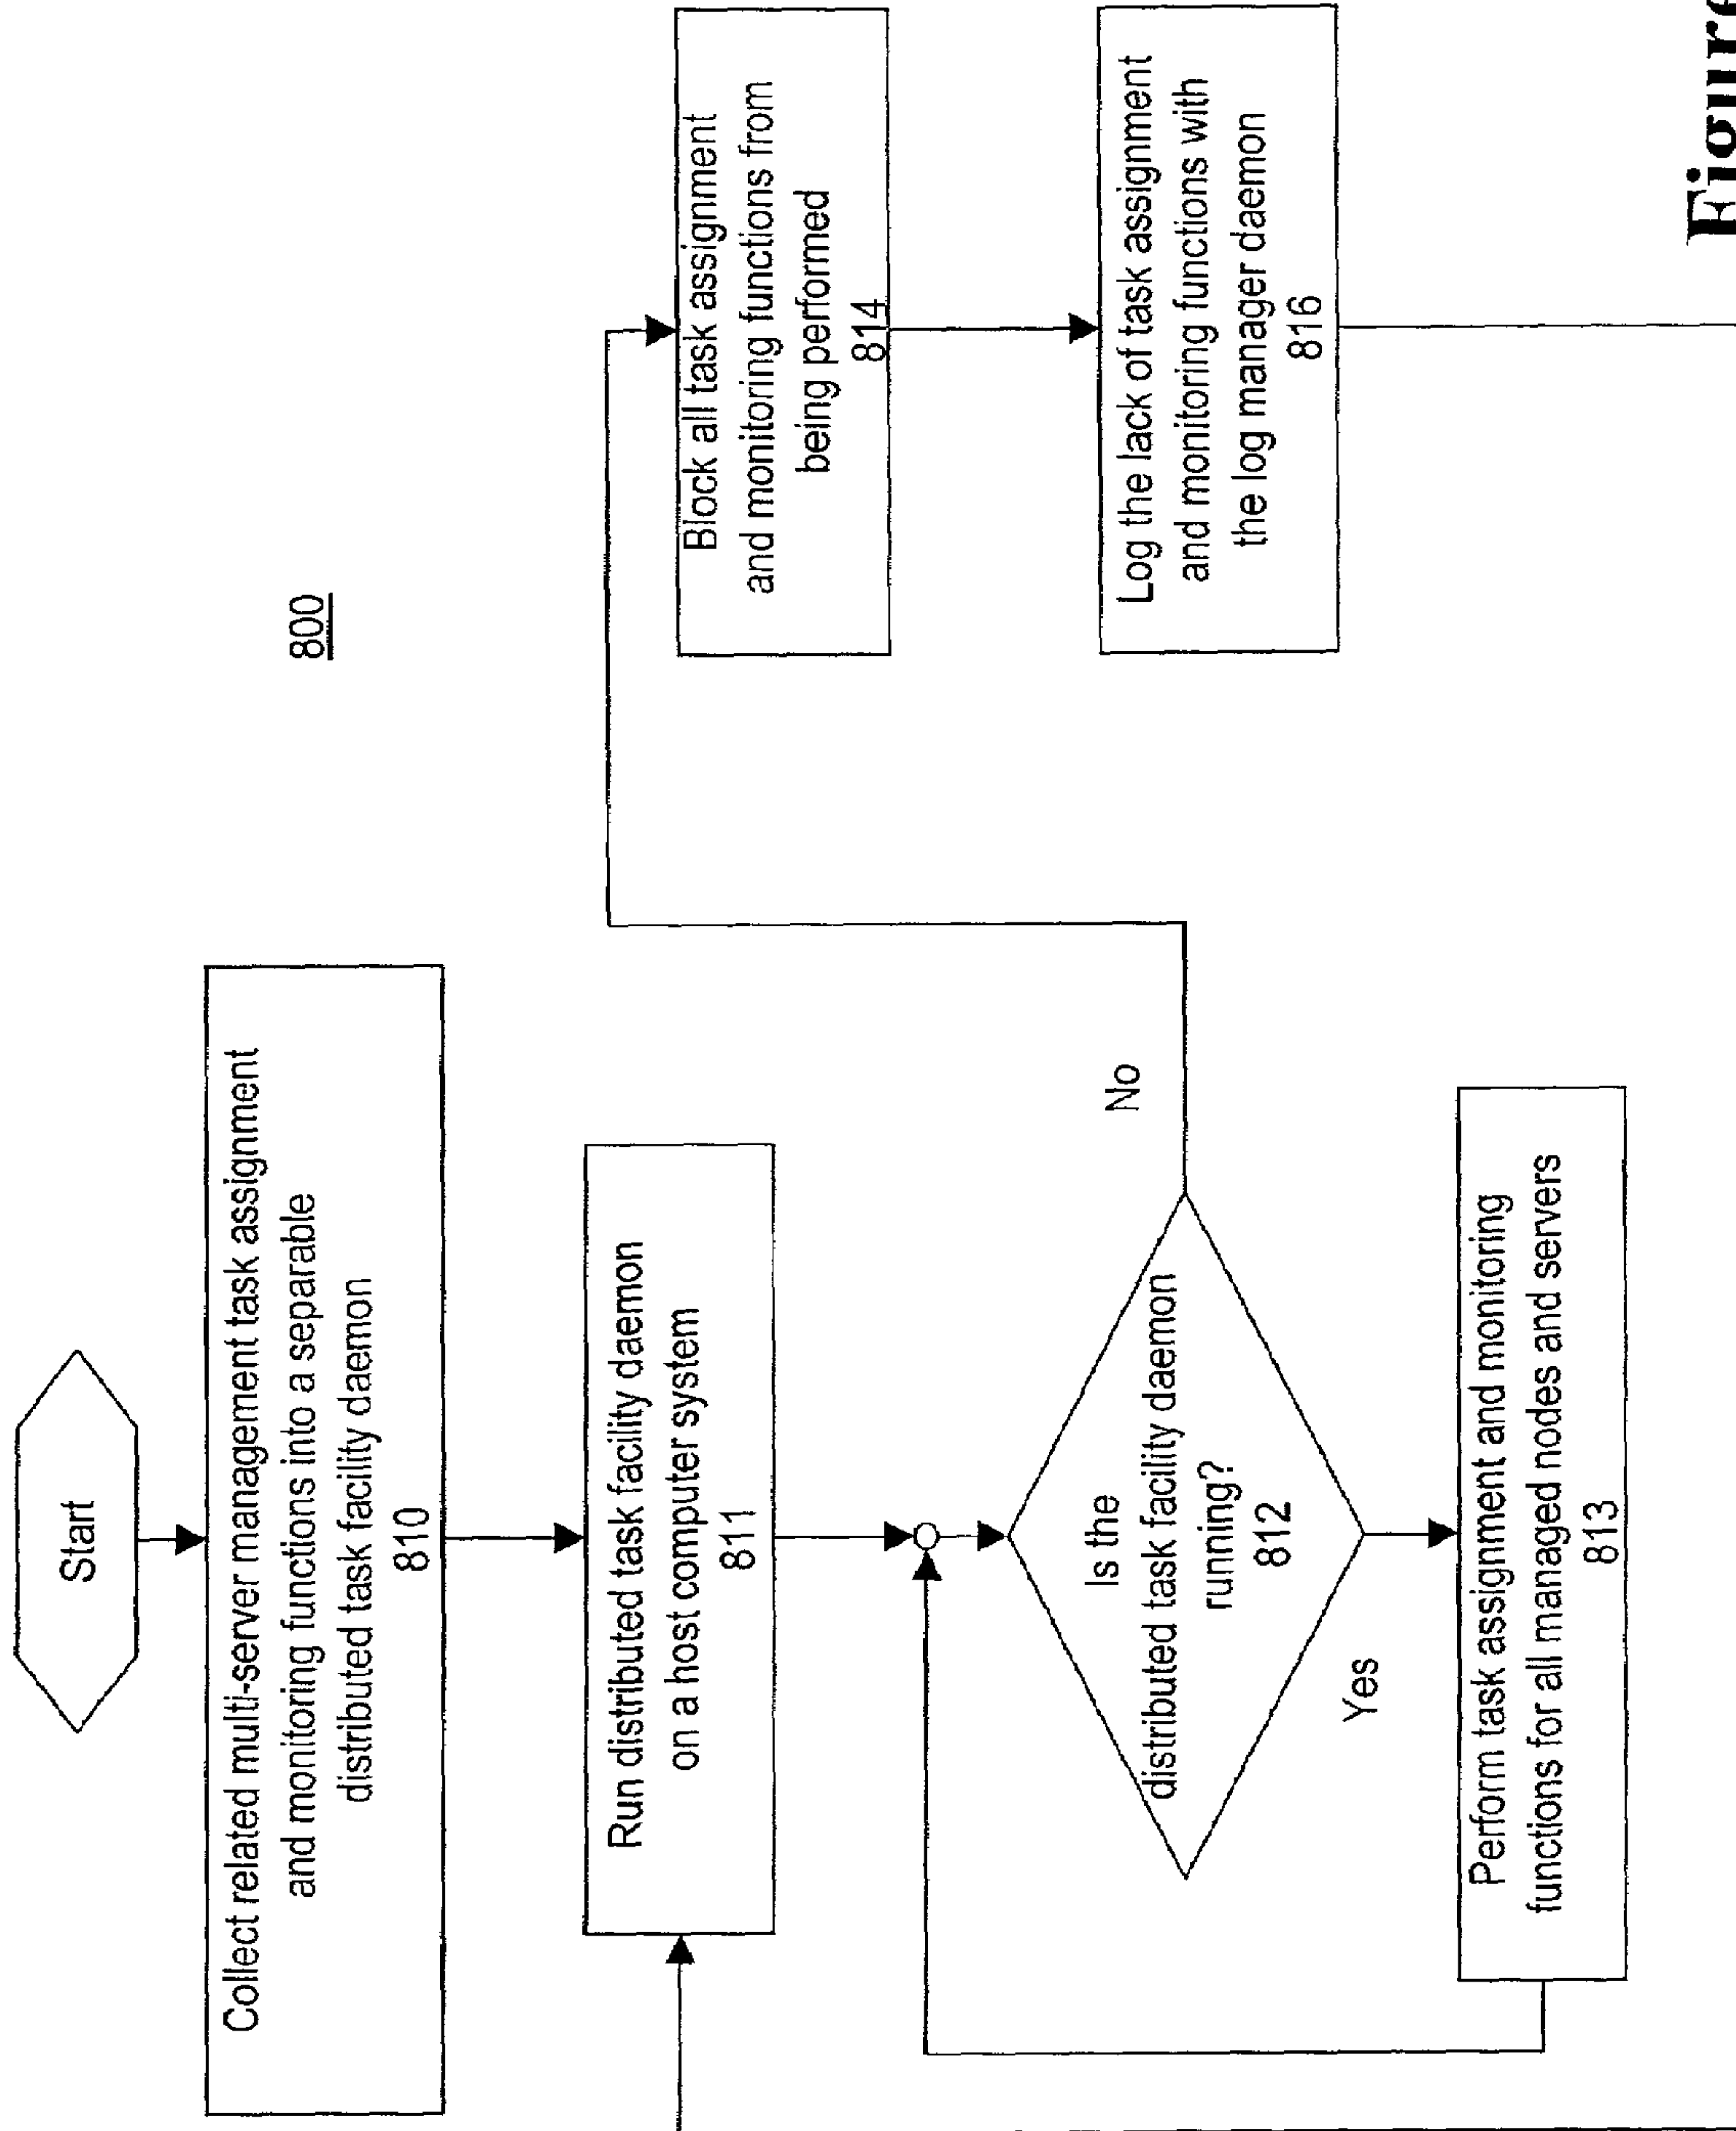 800
Start
Collect related multi-server management task assignment
and monitoring functions into a separable
distributed task facility daemon
810
Run distributed task facility daemon
on a host computer system
811
Is the
distributed task facility daemon
running?
812
No
Yes
Perform task assignment and monitoring
functions for all managed nodes and servers
813
Block all task assignment
and monitoring functions from
being performed
814
Log the lack of task assignment
and monitoring functions with
the log manager daemon
816
Figure